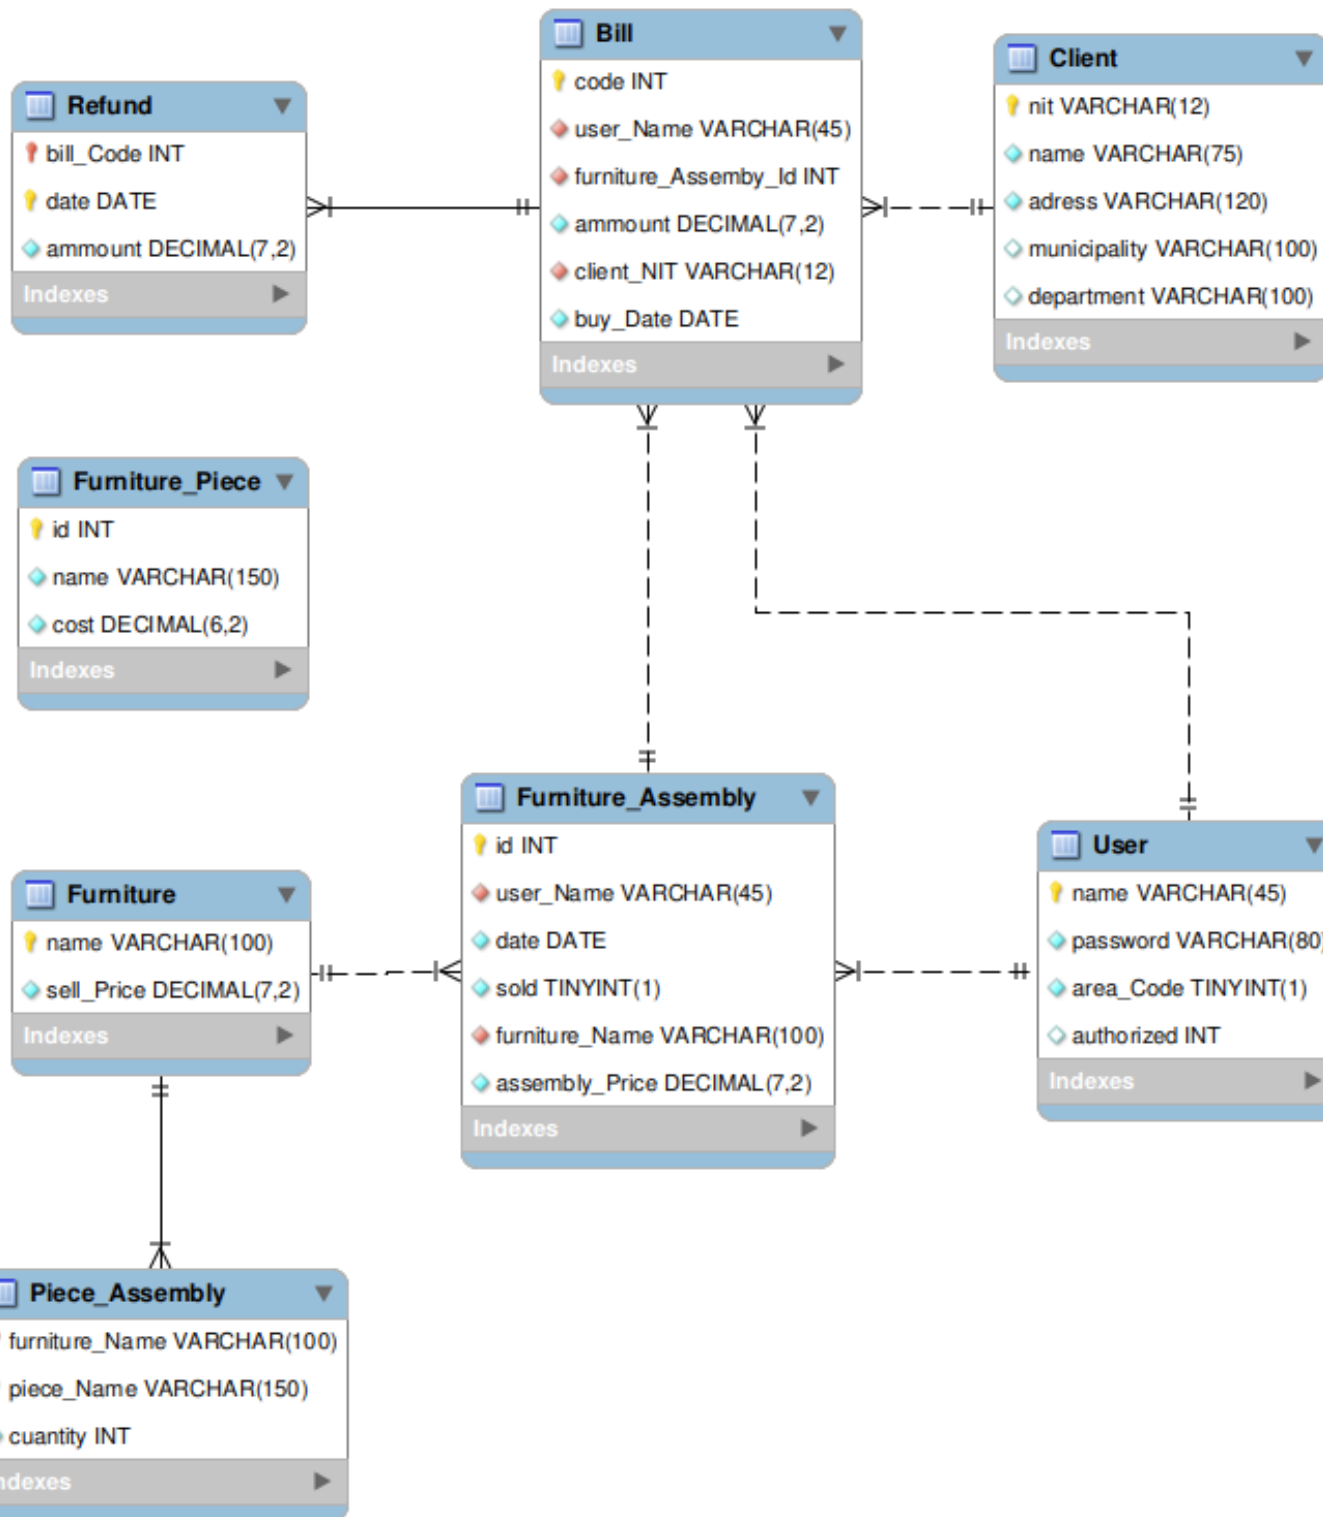 Bill
code INT
user_Name VARCHAR(45)
furniture_Assemby_Id INT
ammount DECIMAL(7,2)
client_NIT VARCHAR(12)
buy_Date DATE
Indexes
Client
nit VARCHAR(12)
name VARCHAR(75)
adress VARCHAR(120)
municipality VARCHAR(100)
department VARCHAR(100)
Indexes
Refund
bill_Code INT
date DATE
ammount DECIMAL(7,2)
Indexes
Furniture_Piece
id INT
name VARCHAR(150)
cost DECIMAL(6,2)
Indexes
Furniture_Assembly
id INT
user_Name VARCHAR(45)
date DATE
sold TINYINT(1)
furniture_Name VARCHAR(100)
assembly_Price DECIMAL(7,2)
Indexes
User
name VARCHAR(45)
password VARCHAR(80)
area_Code TINYINT(1)
authorized INT
Indexes
Furniture
name VARCHAR(100)
sell_Price DECIMAL(7,2)
Indexes
Piece_Assembly
furniture_Name VARCHAR(100)
piece_Name VARCHAR(150)
cuantity INT
ndexes